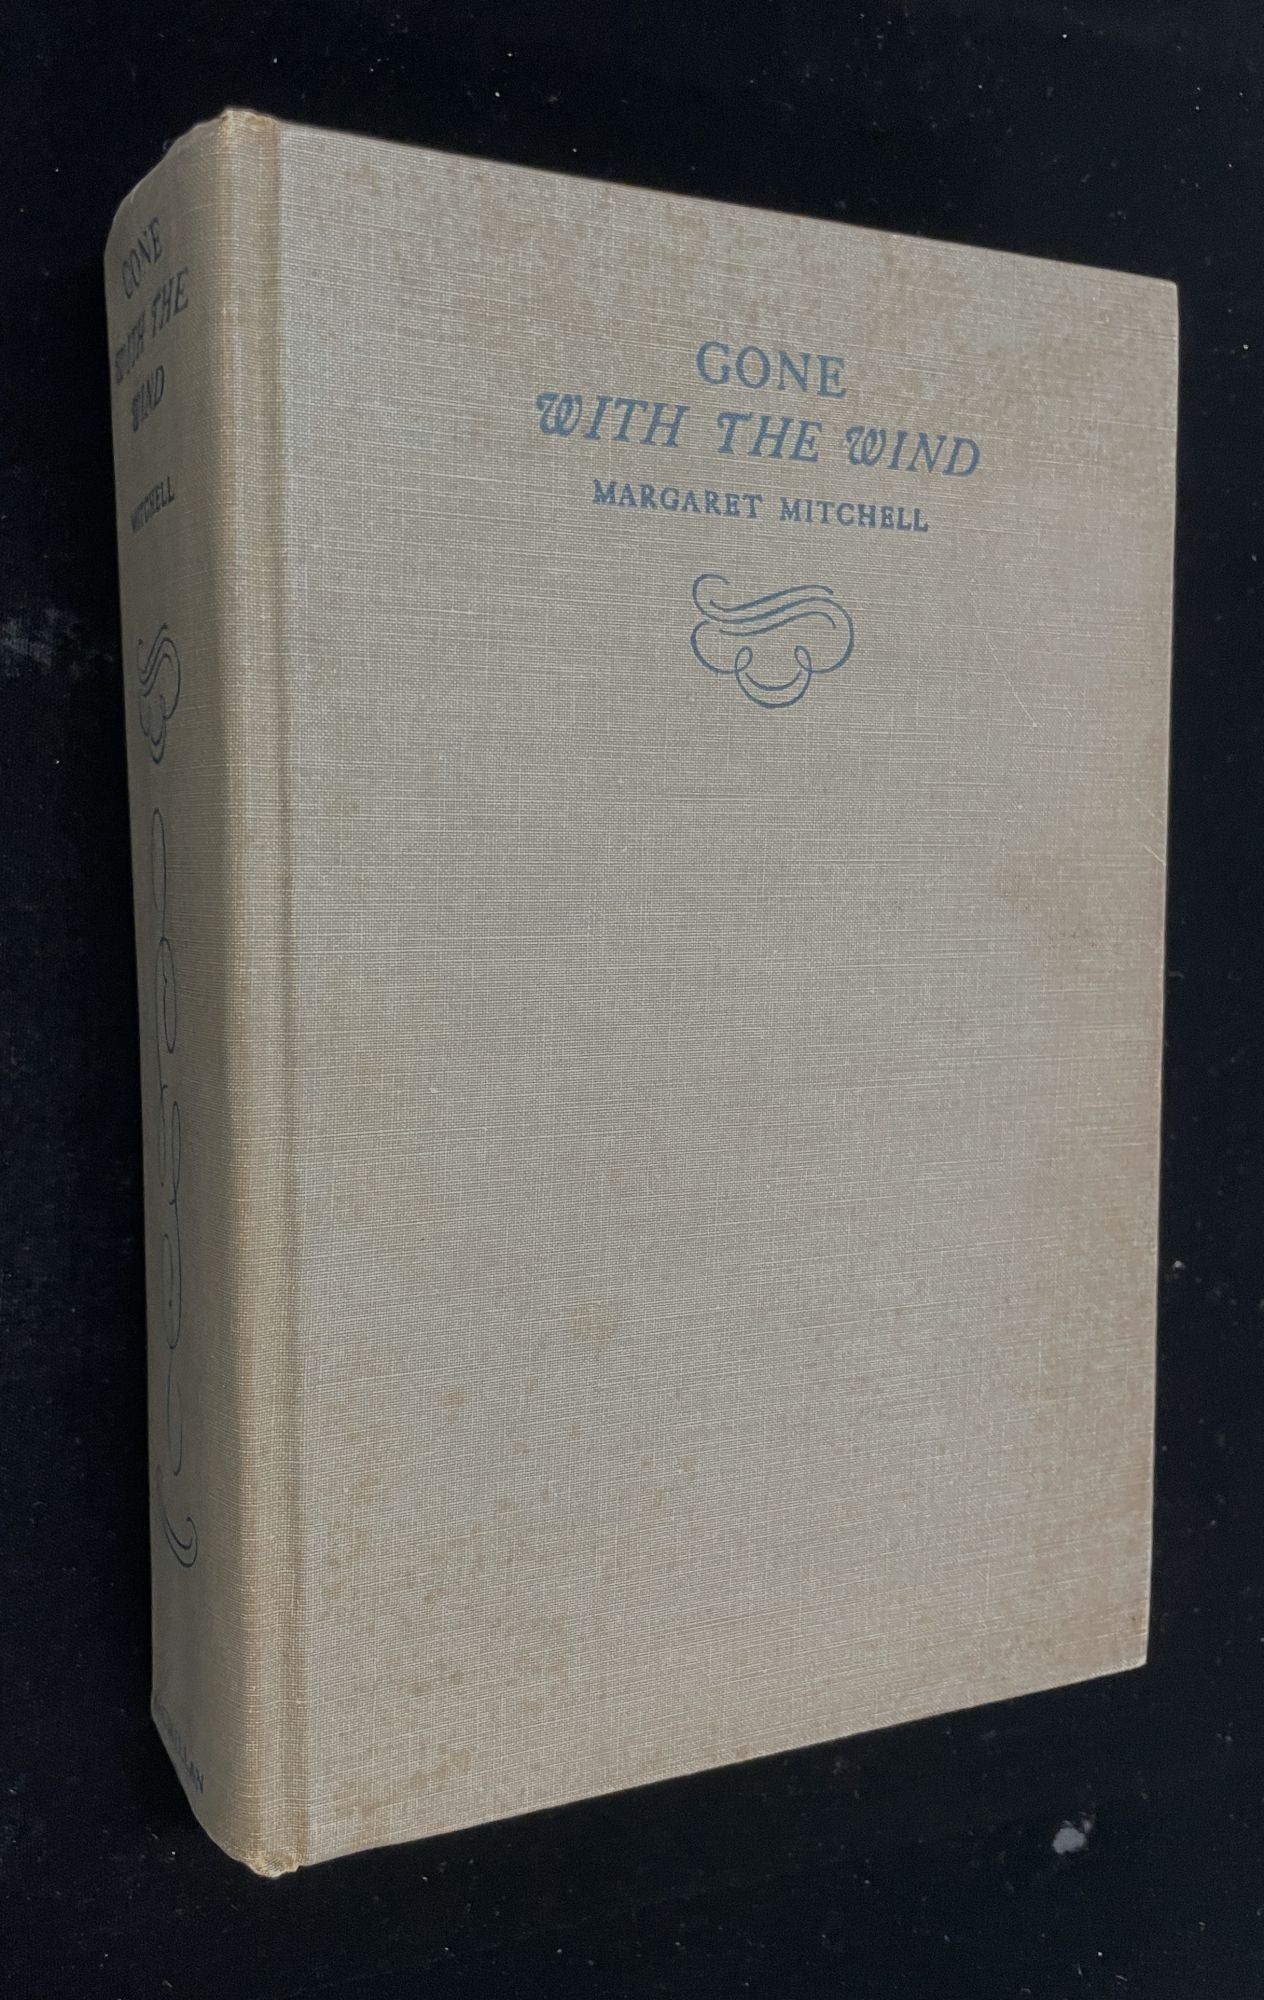 GONE
WITH THE
WIND
MITCHELL
MACMILLAN
GONE
WITH THE WIND
MARGARET MITCHELL